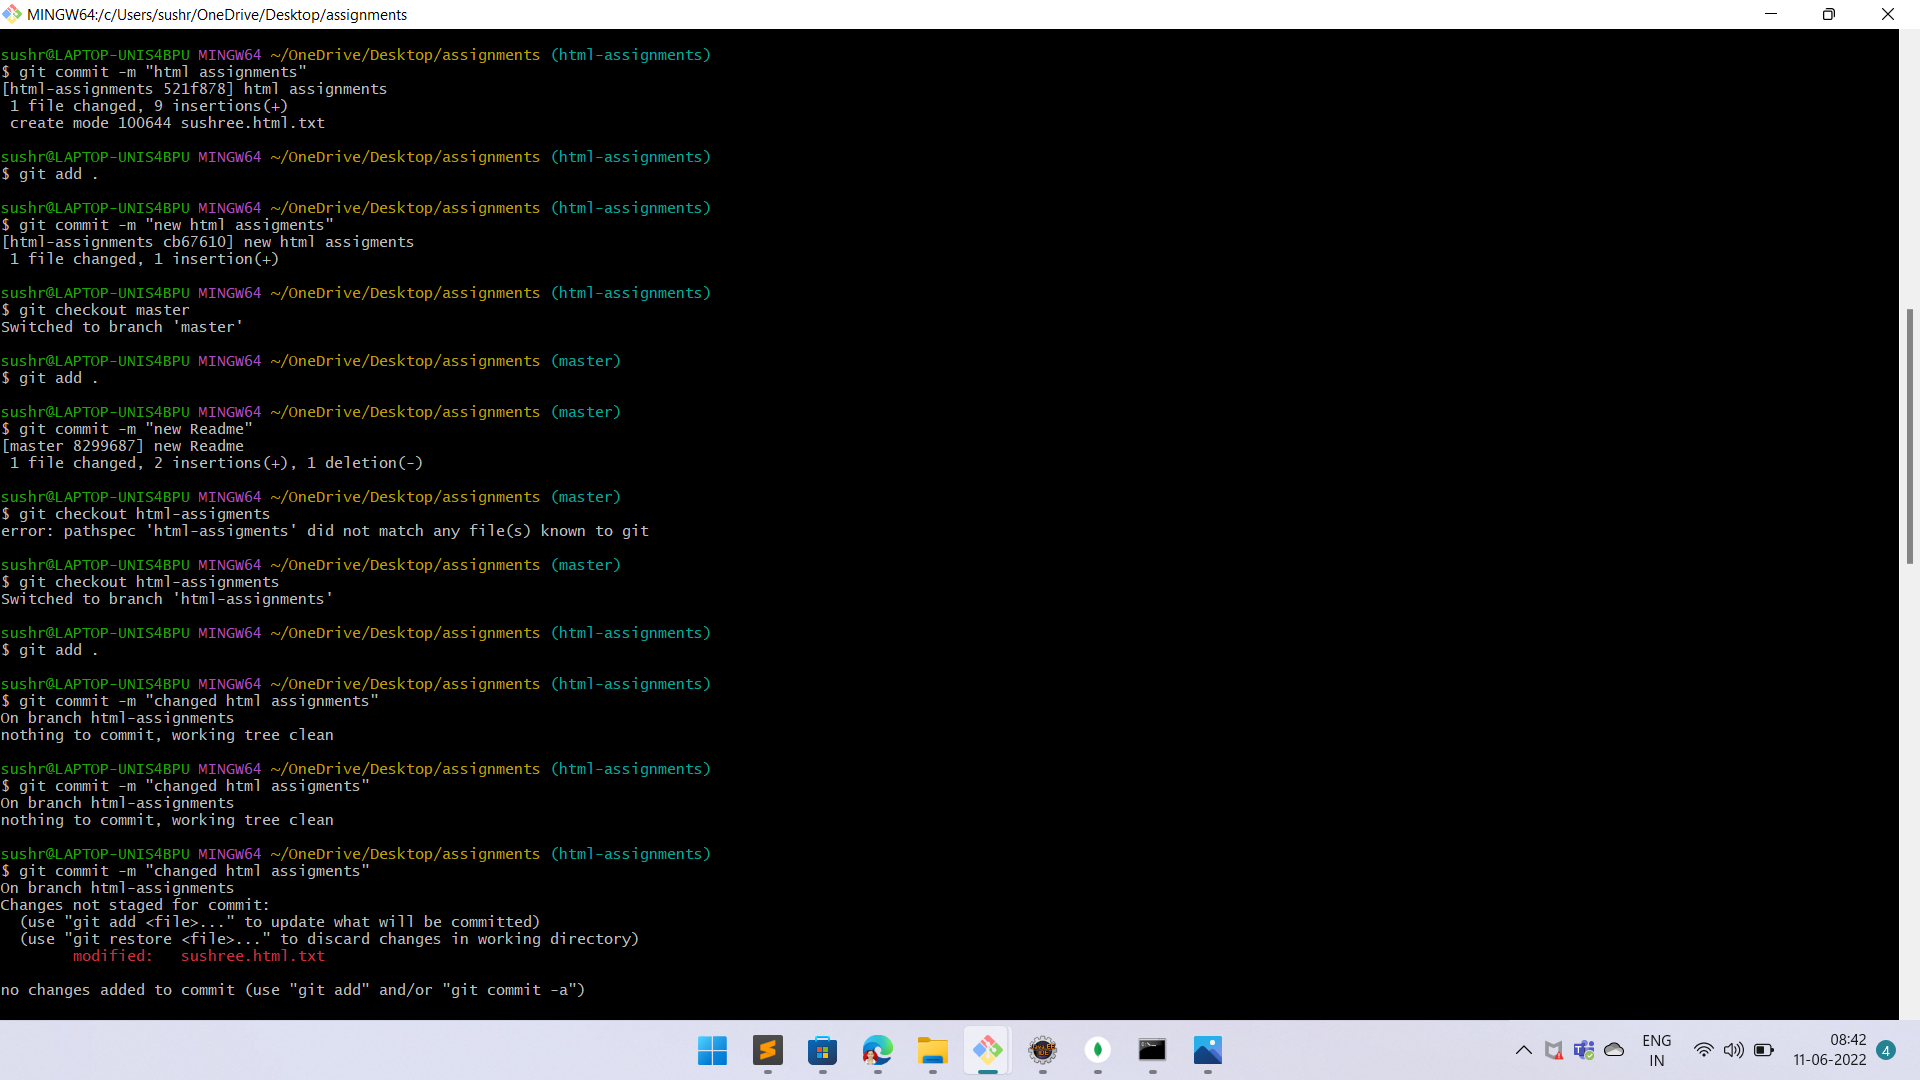 MINGW64:/c/Users/sushr/OneDrive/Desktop/assignments
sushr@LAPTOP-UNIS4BPU MINGW64 ~/OneDrive/Desktop/assignments (html-assignments)
$ git commit -m "html assignments"
[html-assignments 521f878] html assignments
 1 file changed, 9 insertions(+)
 create mode 100644 sushree.html.txt
sushr@LAPTOP-UNIS4BPU MINGW64 ~/OneDrive/Desktop/assignments (html-assignments)
$ git add .
sushr@LAPTOP-UNIS4BPU MINGW64 ~/OneDrive/Desktop/assignments (html-assignments)
$ git commit -m "new html assigments"
[html-assignments cb67610] new html assigments
 1 file changed, 1 insertion(+)
sushr@LAPTOP-UNIS4BPU MINGW64 ~/OneDrive/Desktop/assignments (html-assignments)
$ git checkout master
Switched to branch 'master'
sushr@LAPTOP-UNIS4BPU MINGW64 ~/OneDrive/Desktop/assignments (master)
$ git add .
sushr@LAPTOP-UNIS4BPU MINGW64 ~/OneDrive/Desktop/assignments (master)
$ git commit -m "new Readme"
[master 8299687] new Readme
 1 file changed, 2 insertions(+), 1 deletion(-)
sushr@LAPTOP-UNIS4BPU MINGW64 ~/OneDrive/Desktop/assignments (master)
$ git checkout html-assigments
error: pathspec 'html-assigments' did not match any file(s) known to git
sushr@LAPTOP-UNIS4BPU MINGW64 ~/OneDrive/Desktop/assignments (master)
$ git checkout html-assignments
Switched to branch 'html-assignments'
sushr@LAPTOP-UNIS4BPU MINGW64 ~/OneDrive/Desktop/assignments (html-assignments)
$ git add .
sushr@LAPTOP-UNIS4BPU MINGW64 ~/OneDrive/Desktop/assignments (html-assignments)
$ git commit -m "changed html assignments"
On branch html-assignments
nothing to commit, working tree clean
sushr@LAPTOP-UNIS4BPU MINGW64 ~/OneDrive/Desktop/assignments (html-assignments)
$ git commit -m "changed html assigments"
On branch html-assignments
nothing to commit, working tree clean
sushr@LAPTOP-UNIS4BPU MINGW64 ~/OneDrive/Desktop/assignments (html-assignments)
$ git commit -m "changed html assigments"
On branch html-assignments
Changes not staged for commit:
  (use "git add <file>..." to update what will be committed)
  (use "git restore <file>..." to discard changes in working directory)
        modified:   sushree.html.txt
no changes added to commit (use "git add" and/or "git commit -a")
ENG
IN
08:42
11-06-2022
4